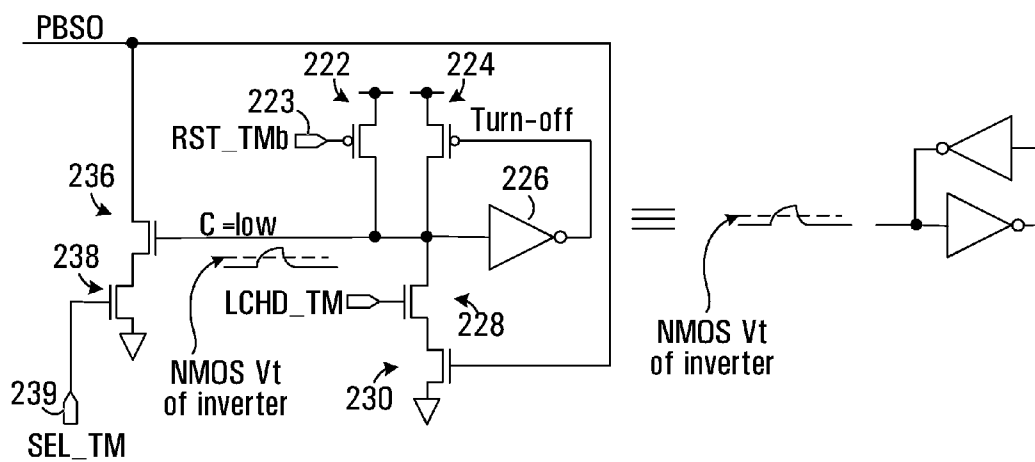 PBSO
222
224
223
RST_TMb
Turn-off
236
226
C =low
238
LCHD_TM
228
NMOS Vt
of inverter
NMOS Vt
of inverter
239
230
SEL_TM